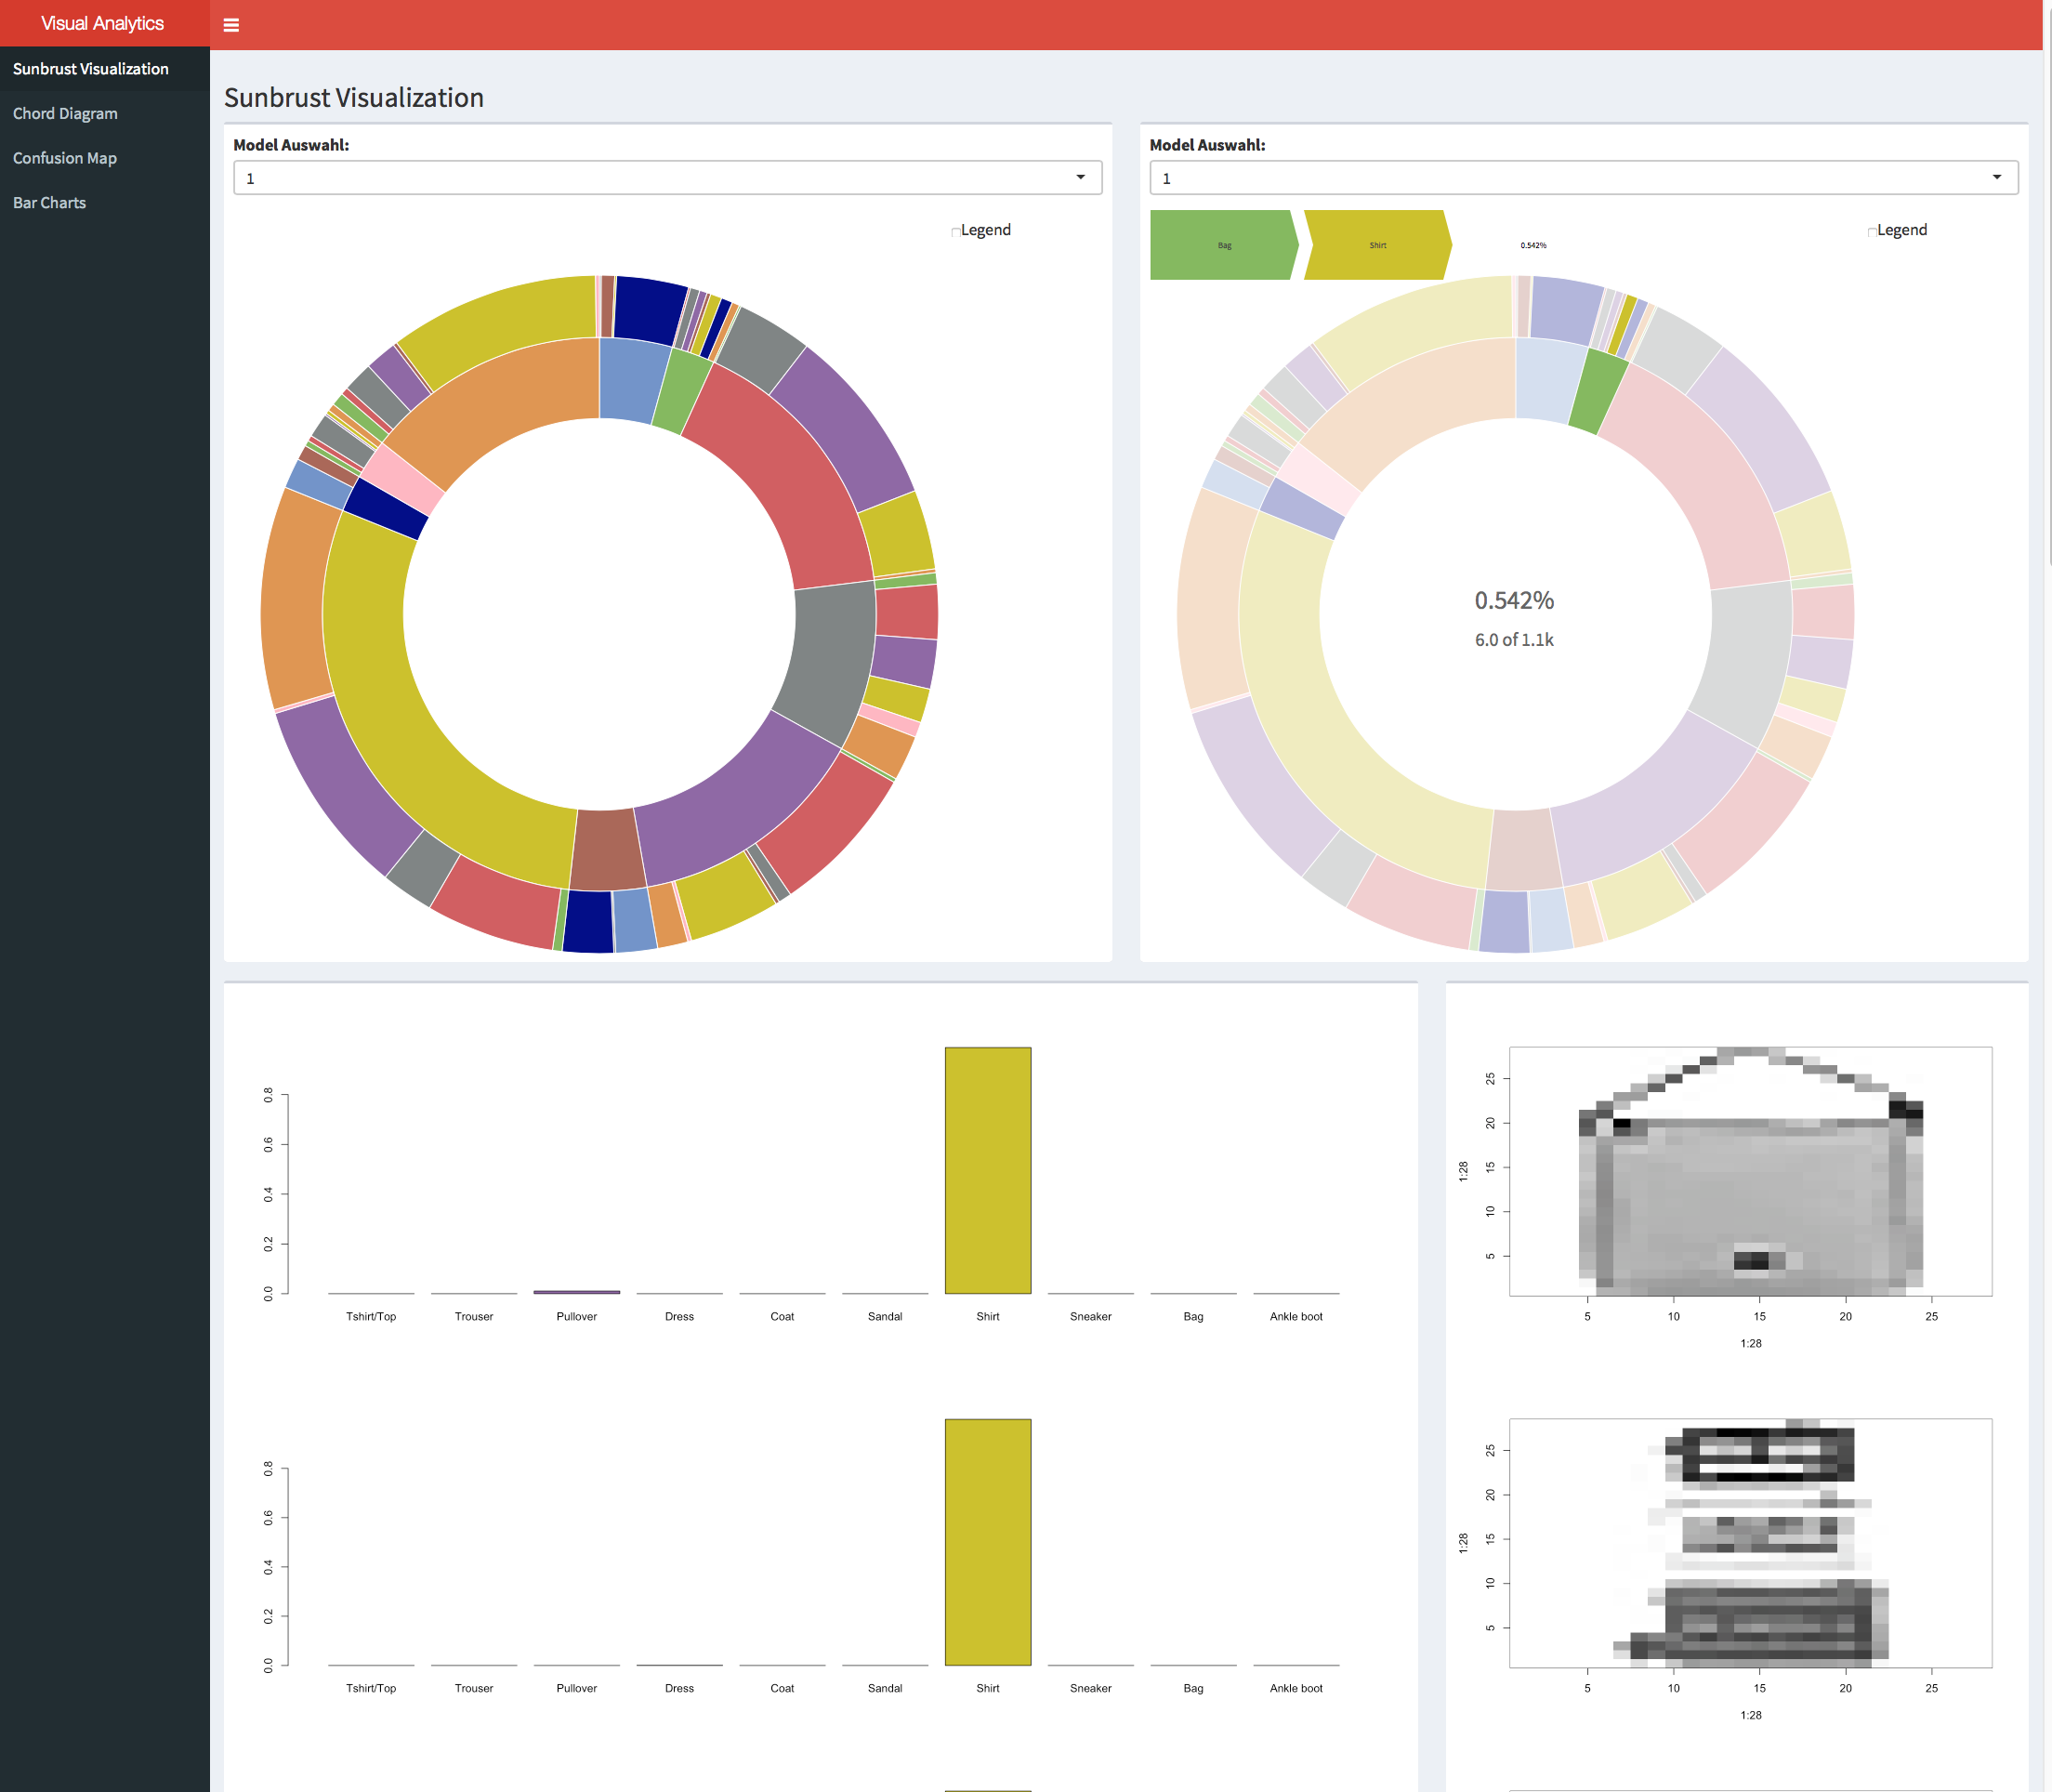 Visual Analytics
Sunbrust Visualization
Chord Diagram
Confusion Map
Bar Charts
Sunbrust Visualization
Model Auswahl:
1
Legend
Model Auswahl:
1
Bag
Shirt
0.542%
Legend
0.542%
6.0 of 1.1k
0.8
0.6
0.4
0.2
0.0
Tshirt/Top Trouser Pullover Dress Coat Sandal Shirt Sneaker Bag Ankle boot
1:28
25
20
15
10
5
5 10 15 20 25
1:28
0.8
0.6
0.4
0.2
0.0
Tshirt/Top Trouser Pullover Dress Coat Sandal Shirt Sneaker Bag Ankle boot
1:28
25
20
15
10
5
5 10 15 20 25
1:28